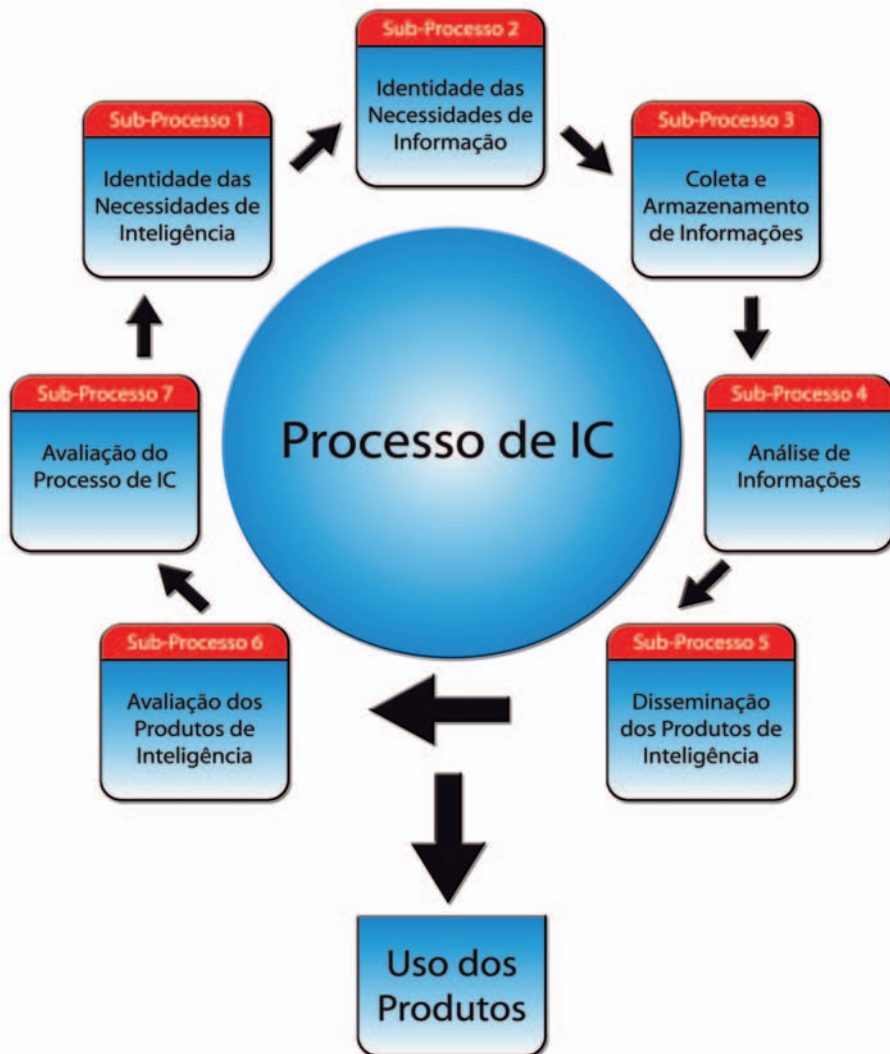 Sub-Processo 1
Identidade das
Necessidades de
Inteligência
Sub-Processo 2
Identidade das
Necessidades de
Informação
Sub-Processo 3
Coleta e
Armazenamento
de Informações
Sub-Processo 4
Análise de
Informações
Sub-Processo 5
Disseminação
dos Produtos de
Inteligência
Sub-Processo 6
Avaliação dos
Produtos de
Inteligência
Sub-Processo 7
Avaliação do
Processo de IC
Processo de IC
Uso dos
Produtos